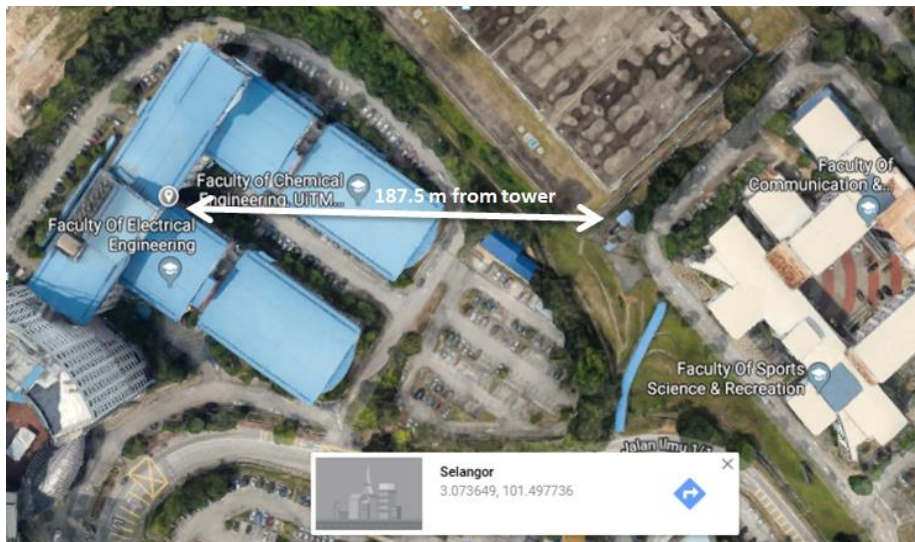 Faculty Of
Communication &...
Faculty of Chemical
Engineering, UiTM...
187.5 m from tower
Faculty Of Electrical
Engineering
Faculty Of Sports
Science & Recreation
Jalan Ilmu 1/1
Selangor
3.073649, 101.497736